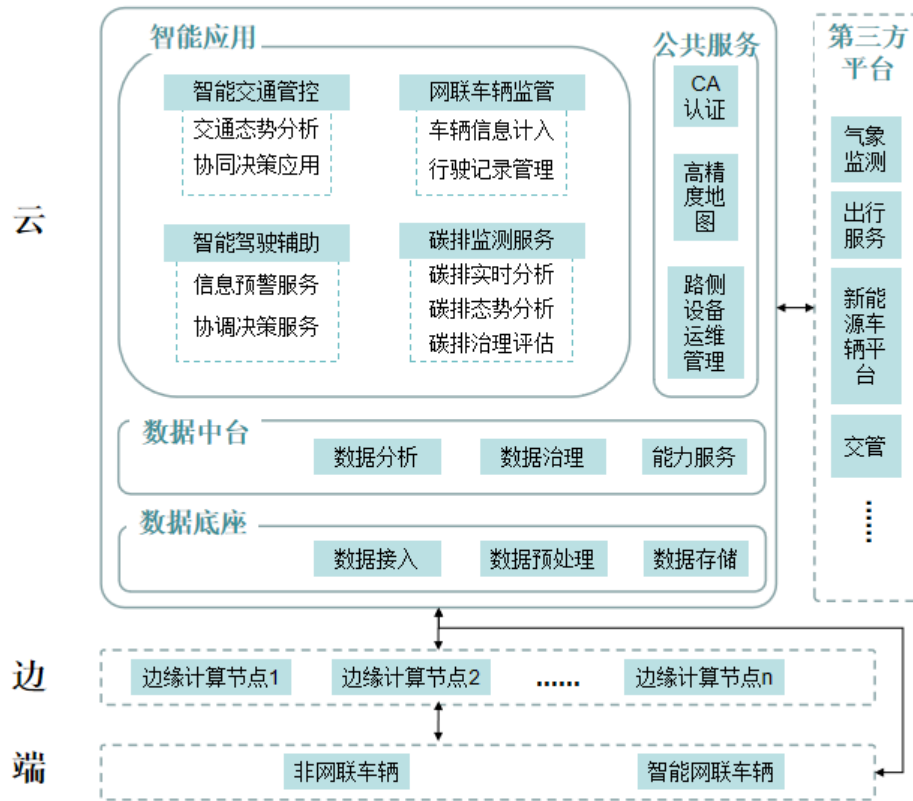 云
智能应用
智能交通管控
交通态势分析
协同决策应用
网联车辆监管
车辆信息计入
行驶记录管理
智能驾驶辅助
信息预警服务
协调决策服务
碳排监测服务
碳排实时分析
碳排态势分析
碳排治理评估
公共服务
CA
认证
高精
度地
图
路侧
设备
运维
管理
数据中台
数据分析
数据治理
能力服务
数据底座
数据接入
数据预处理
数据存储
第三方
平台
气象
监测
出行
服务
新能
源车
辆平
台
交管
……
边
边缘计算节点1
边缘计算节点2
……
边缘计算节点n
端
非网联车辆
智能网联车辆